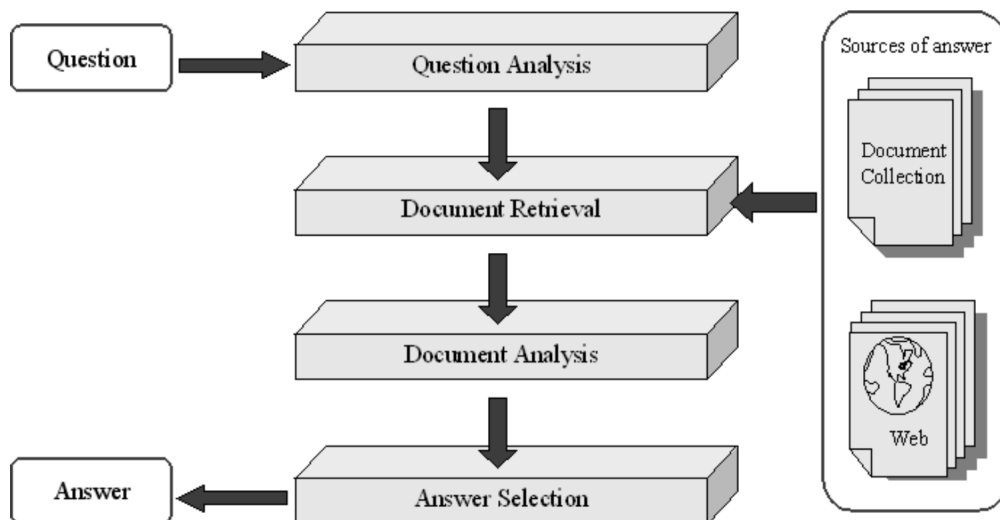 Question
Question Analysis
Sources of answer
Document
Collection
Document Retrieval
Document Analysis
Web
Answer
Answer Selection